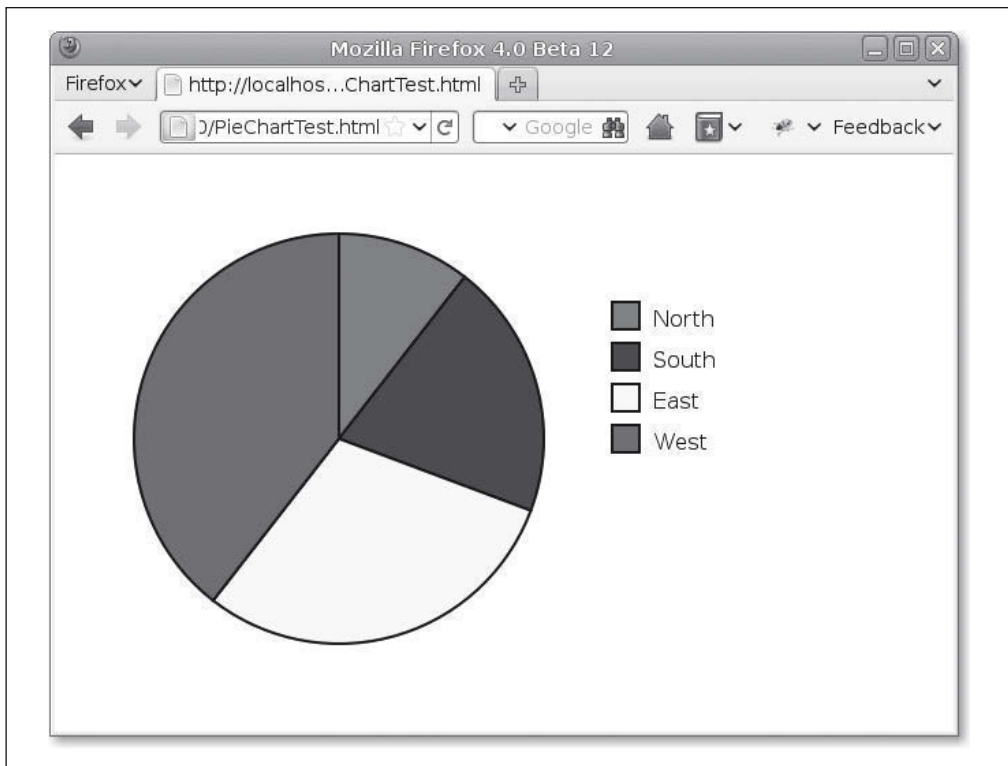 Mozilla Firefox 4.0 Beta 12
Firefox
http://localhos...ChartTest.html
0/PieChartTest.html
Google
Feedback
North
South
East
West